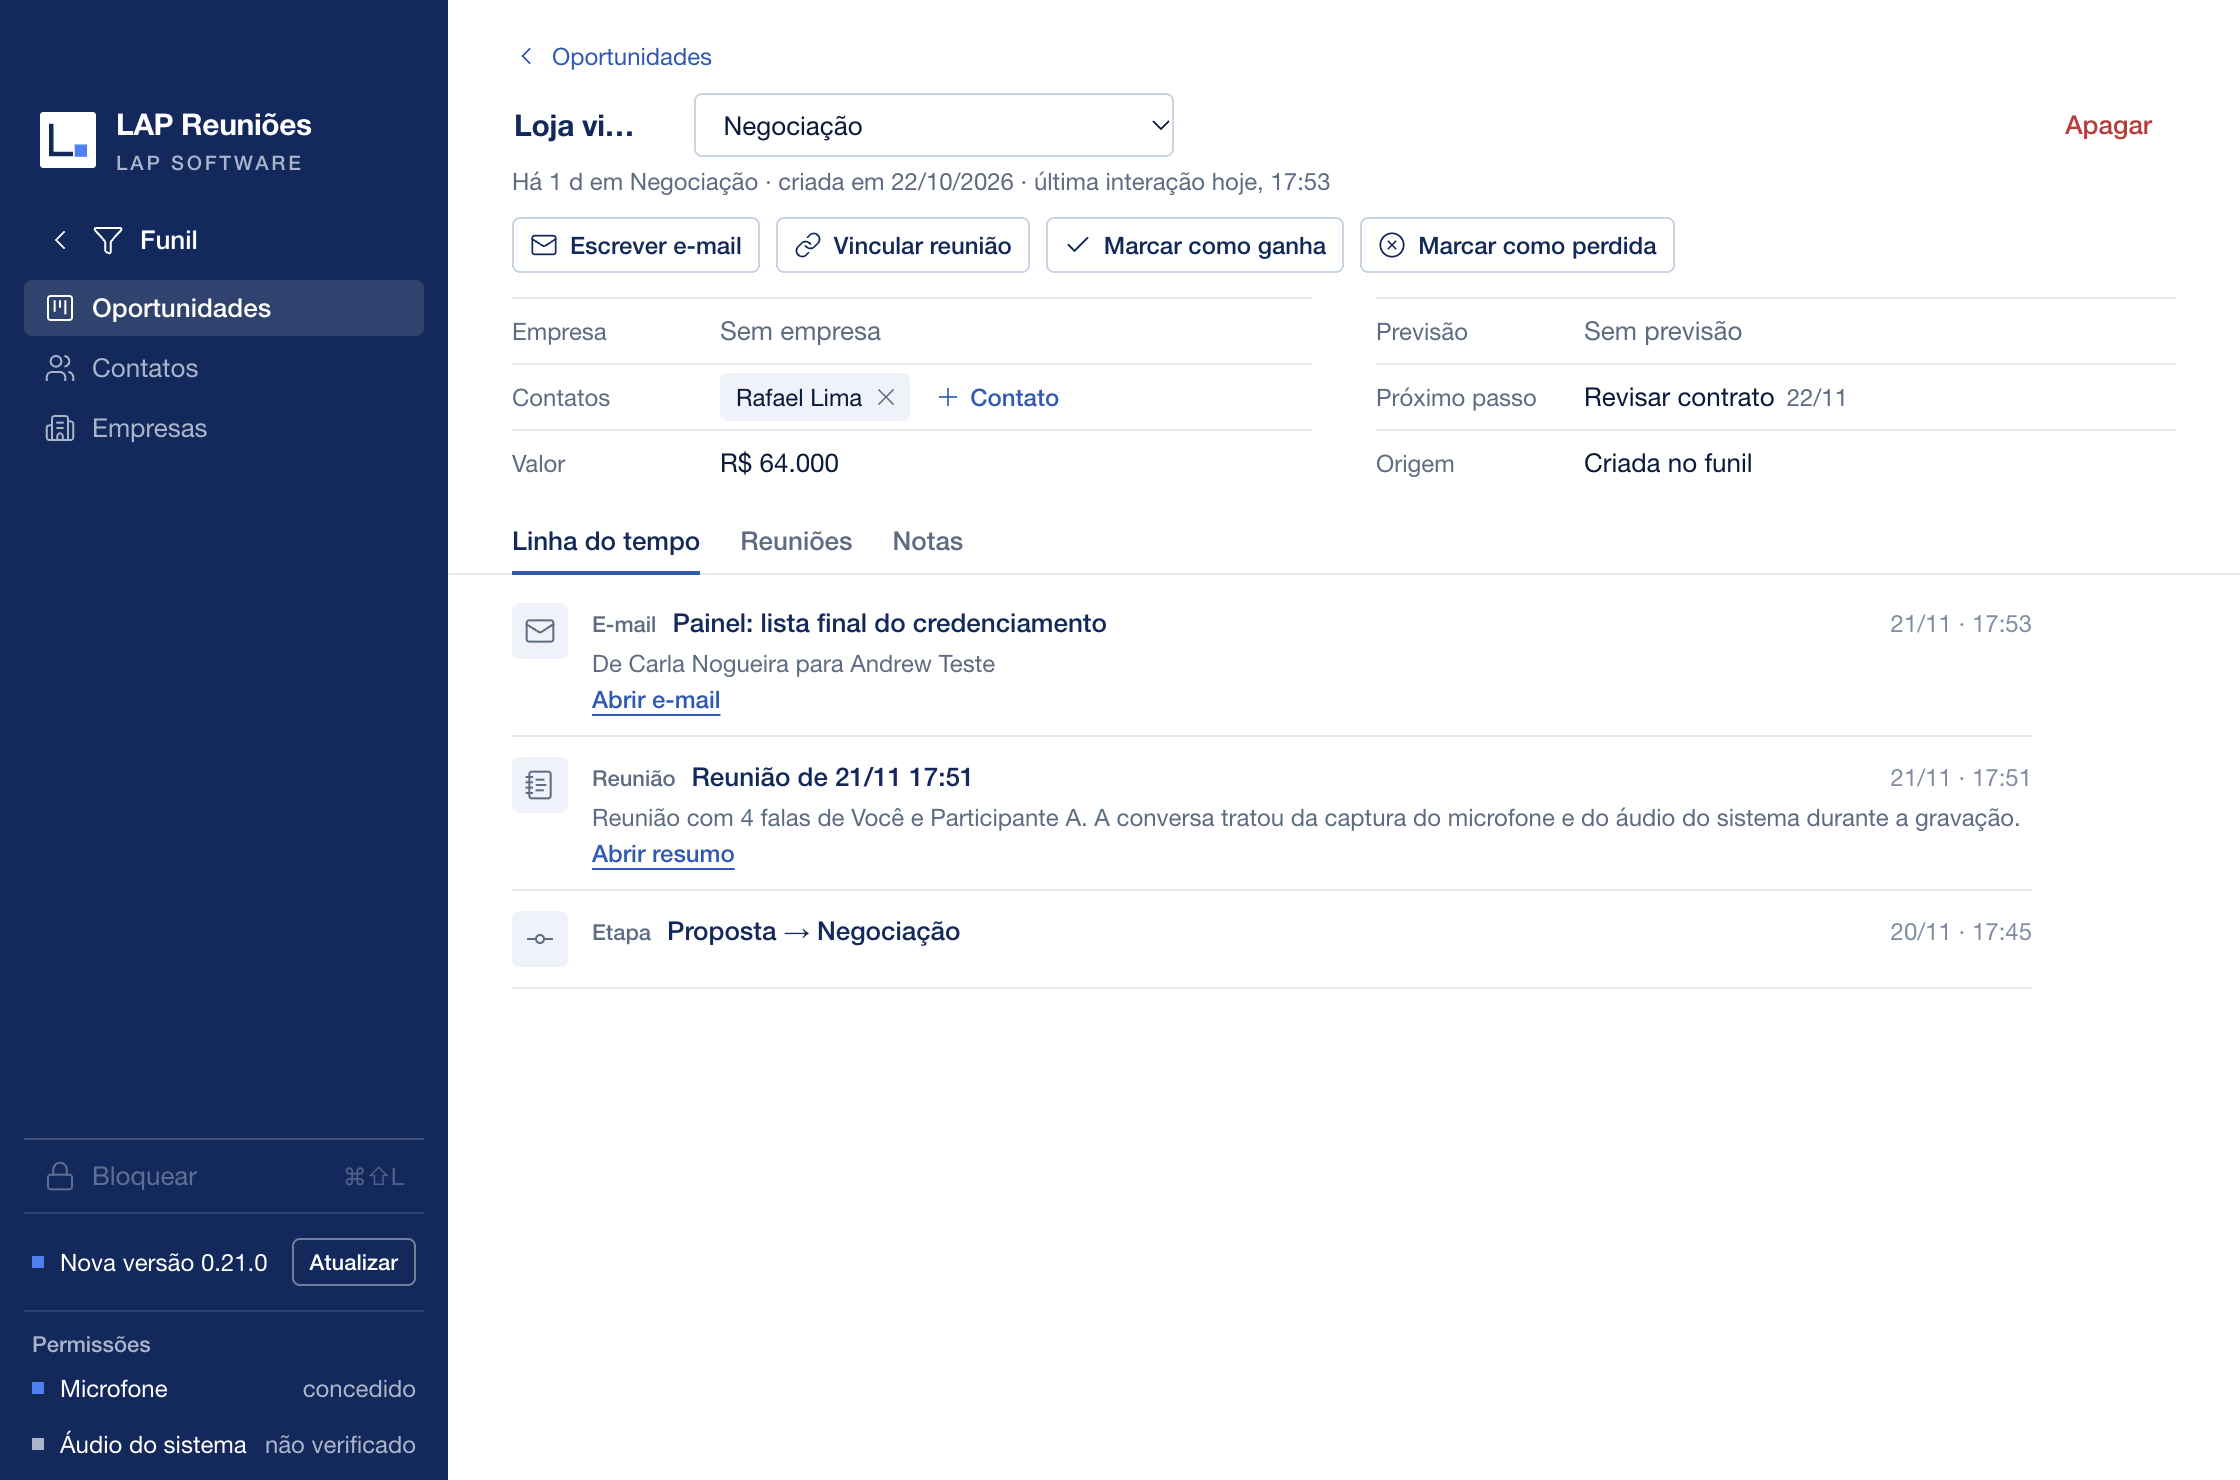 LAP Reuniões
LAP SOFTWARE
Funil
Oportunidades
Contatos
Empresas
Bloquear ⌘⇧L
Nova versão 0.21.0 Atualizar
Permissões
Microfone concedido
Áudio do sistema não verificado
Oportunidades
Loja vi... Negociação Apagar
Há 1 d em Negociação · criada em 22/10/2026 · última interação hoje, 17:53
Escrever e-mail Vincular reunião Marcar como ganha Marcar como perdida
Empresa Sem empresa
Contatos Rafael Lima × + Contato
Valor R$ 64.000
Previsão Sem previsão
Próximo passo Revisar contrato 22/11
Origem Criada no funil
Linha do tempo Reuniões Notas
E-mail Painel: lista final do credenciamento 21/11 · 17:53
De Carla Nogueira para Andrew Teste
Abrir e-mail
Reunião Reunião de 21/11 17:51 21/11 · 17:51
Reunião com 4 falas de Você e Participante A. A conversa tratou da captura do microfone e do áudio do sistema durante a gravação.
Abrir resumo
Etapa Proposta → Negociação 20/11 · 17:45